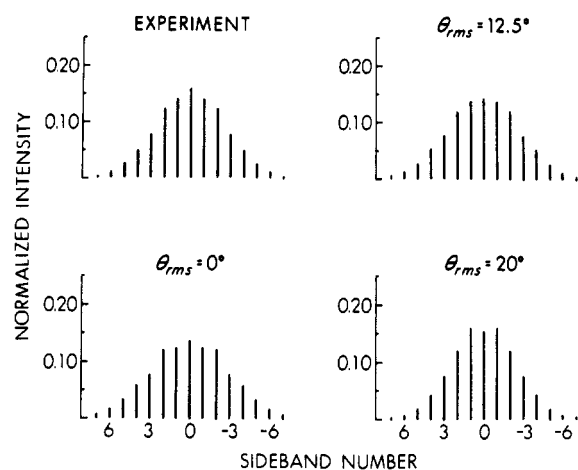 EXPERIMENT
θrms = 12.5°
0.20
0.10
0.20
0.10
NORMALIZED INTENSITY
θrms = 0°
θrms = 20°
0.20
0.10
0.20
0.10
6 3 0 -3 -6
6 3 0 -3 -6
SIDEBAND NUMBER